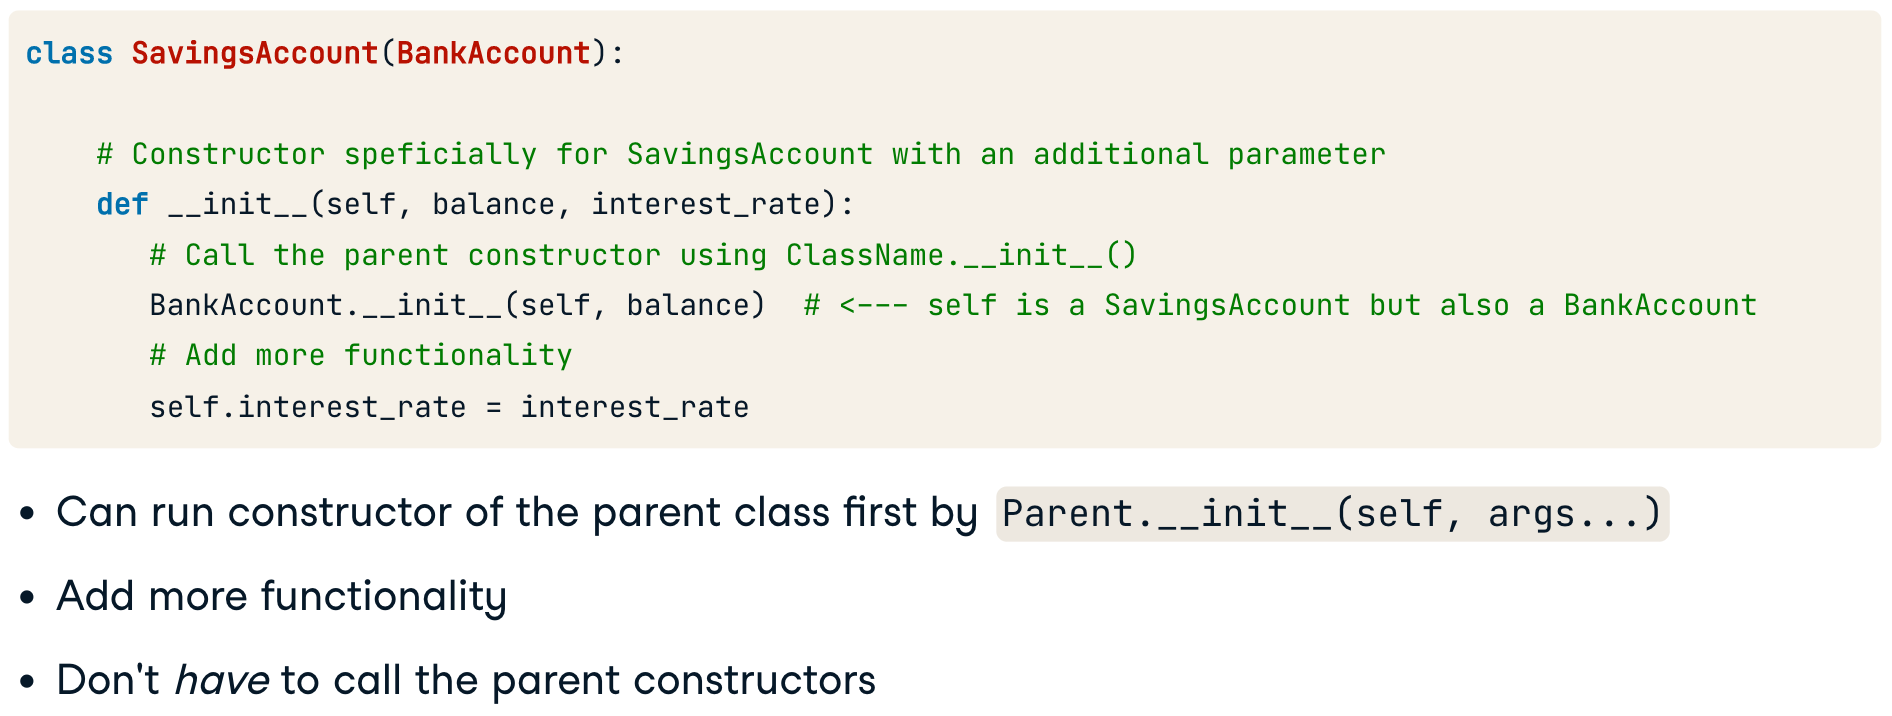 class SavingsAccount(BankAccount):
# Constructor speficially for SavingsAccount with an additional parameter
def __init__(self, balance, interest_rate):
# Call the parent constructor using ClassName.__init__()
BankAccount.__init__(self, balance)  # <--- self is a SavingsAccount but also a BankAccount
# Add more functionality
self.interest_rate = interest_rate
• Can run constructor of the parent class first by Parent.__init__(self, args...)
• Add more functionality
• Don't have to call the parent constructors